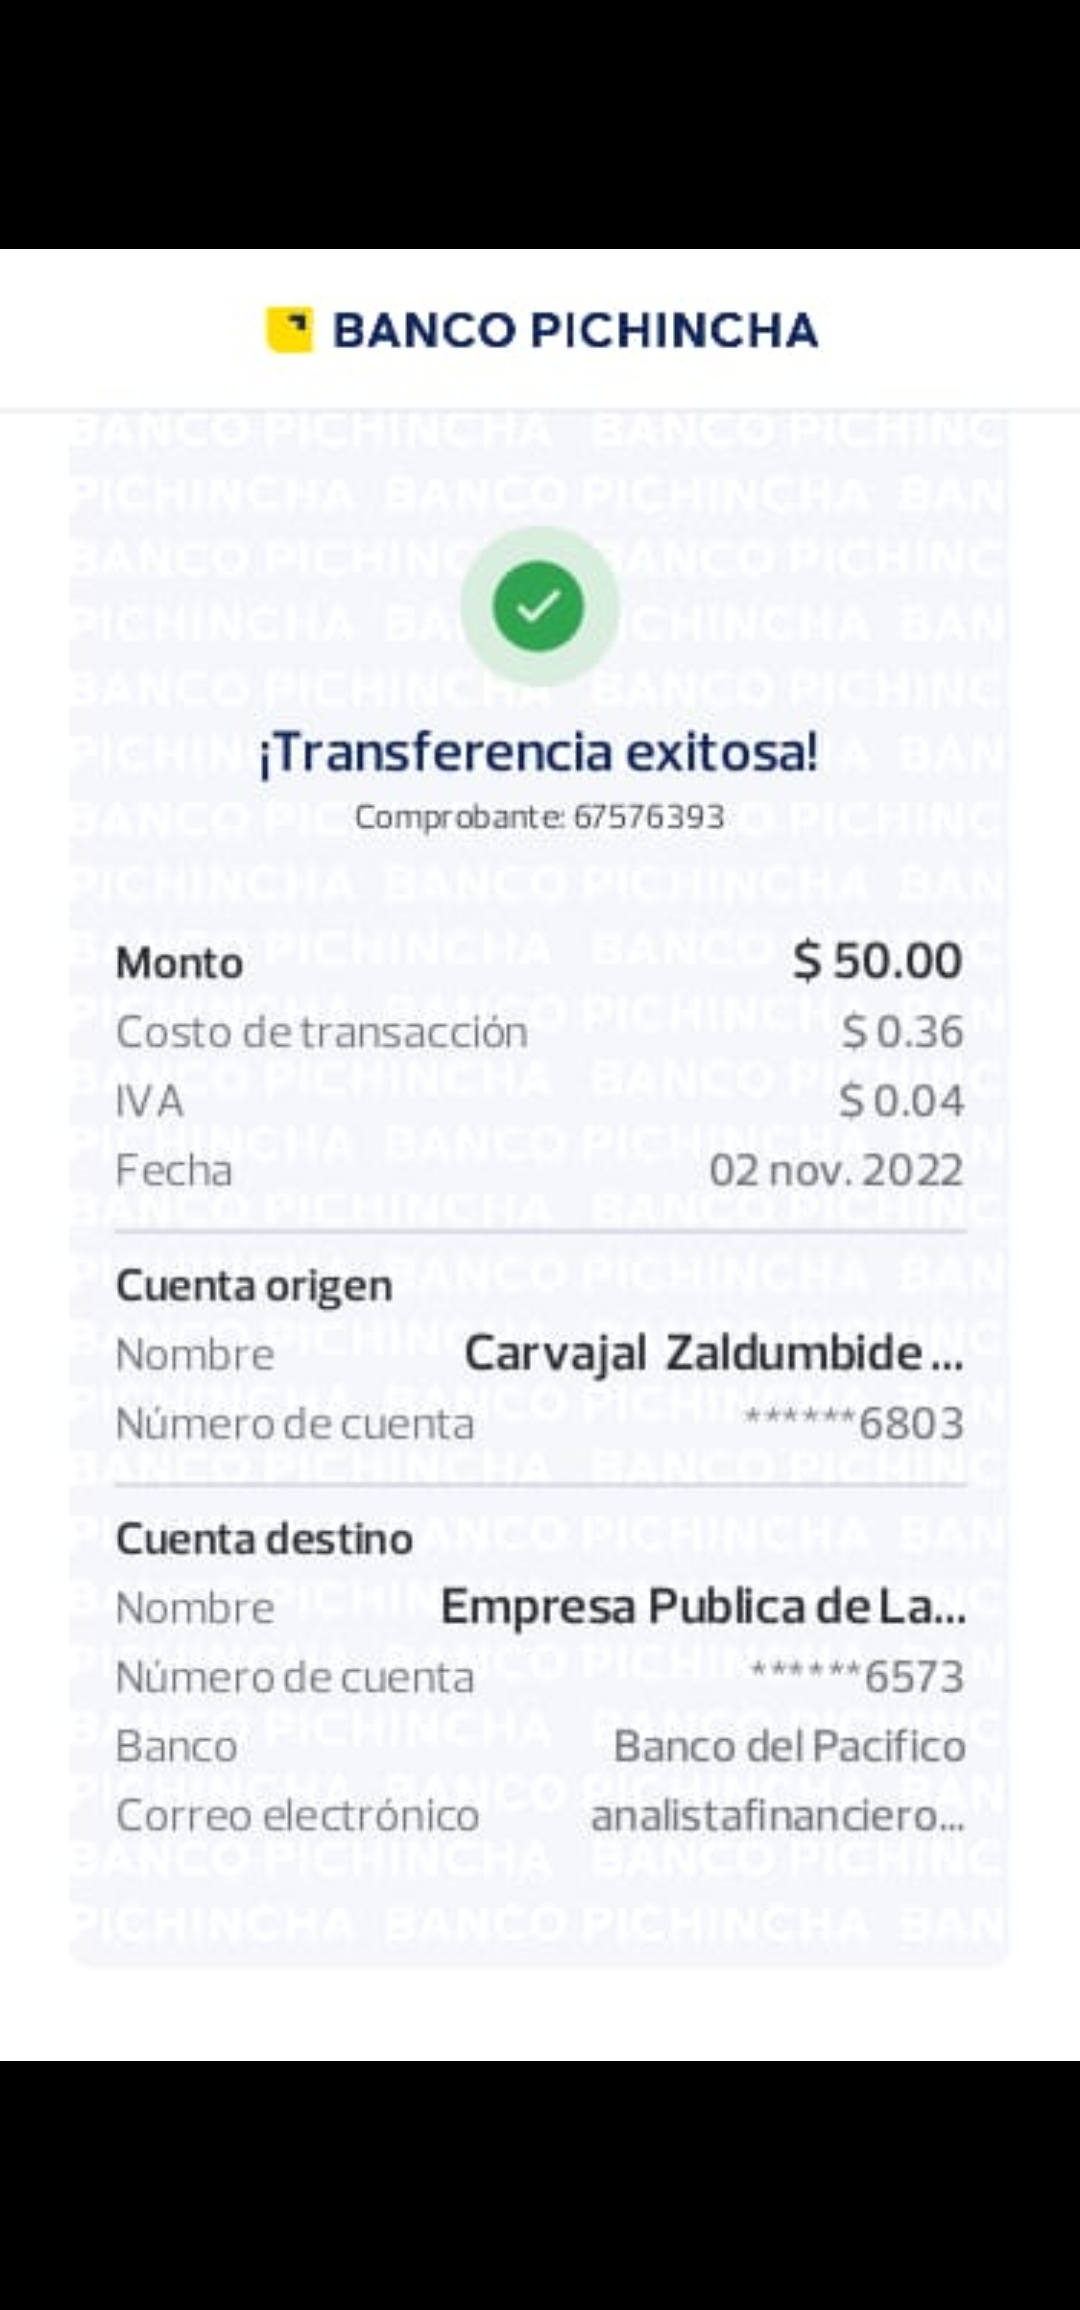 BANCO PICHINCHA
¡Transferencia exitosa!
Comprobante: 67576393
Monto $ 50.00
Costo de transacción $ 0.36
IVA $ 0.04
Fecha 02 nov. 2022
Cuenta origen
Nombre Carvajal Zaldumbide ...
Número de cuenta ******6803
Cuenta destino
Nombre Empresa Publica de La...
Número de cuenta ******6573
Banco Banco del Pacifico
Correo electrónico analistafinanciero...